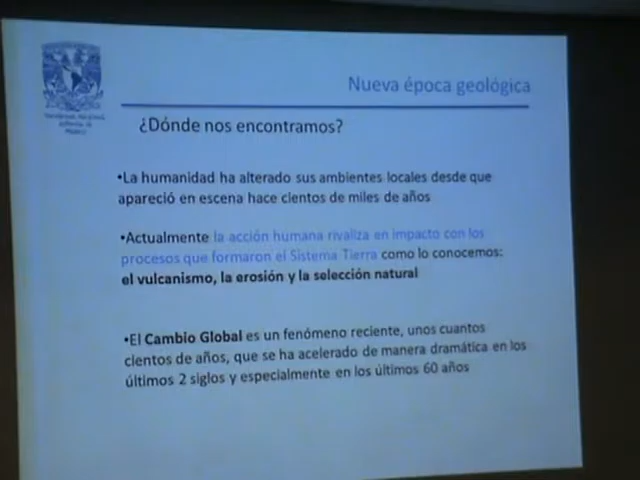 Nueva época geológica
¿Dónde nos encontramos?
•La humanidad ha alterado sus ambientes locales desde que
apareció en escena hace cientos de miles de años
•Actualmente la acción humana rivaliza en impacto con los
procesos que formaron el Sistema Tierra como lo conocemos:
el vulcanismo, la erosión y la selección natural
•El Cambio Global es un fenómeno reciente, unos cuantos
cientos de años, que se ha acelerado de manera dramática en los
últimos 2 siglos y especialmente en los últimos 60 años